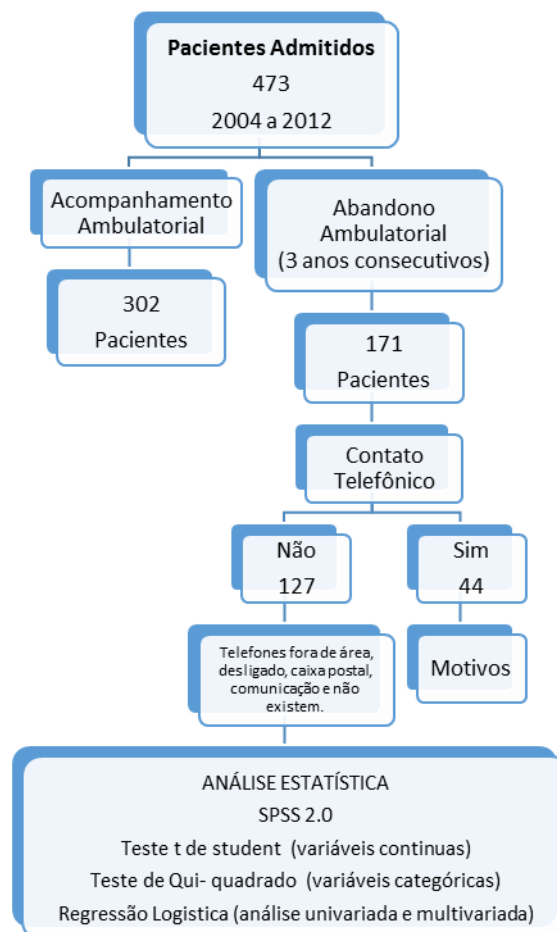 Pacientes Admitidos
473
2004 a 2012
Acompanhamento
Ambulatorial
Abandono
Ambulatorial
(3 anos consecutivos)
302
Pacientes
171
Pacientes
Contato
Telefônico
Não
127
Sim
44
Telefones fora de área,
desligado, caixa postal,
comunicação e não
existem.
Motivos
ANÁLISE ESTATÍSTICA
SPSS 2.0
Teste t de student (variáveis continuas)
Teste de Qui- quadrado (variáveis categóricas)
Regressão Logistica (análise univariada e multivariada)